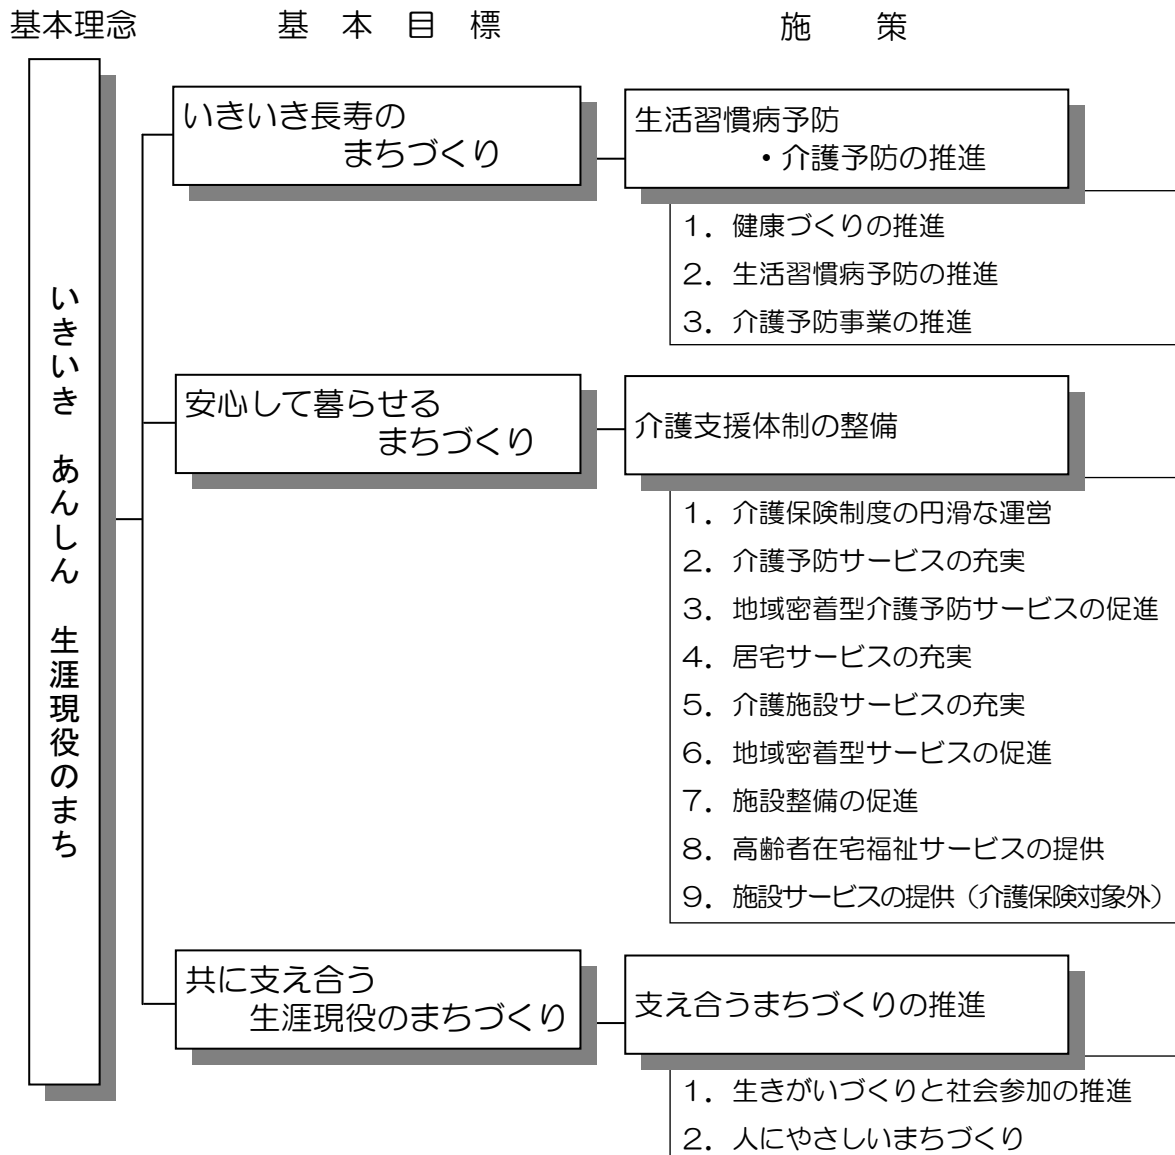 基本理念
基本目標
施策
いきいき あんしん 生涯現役のまち
いきいき長寿の
まちづくり
生活習慣病予防
・介護予防の推進
1. 健康づくりの推進
2. 生活習慣病予防の推進
3. 介護予防事業の推進
安心して暮らせる
まちづくり
介護支援体制の整備
1. 介護保険制度の円滑な運営
2. 介護予防サービスの充実
3. 地域密着型介護予防サービスの促進
4. 居宅サービスの充実
5. 介護施設サービスの充実
6. 地域密着型サービスの促進
7. 施設整備の促進
8. 高齢者在宅福祉サービスの提供
9. 施設サービスの提供（介護保険対象外）
共に支え合う
生涯現役のまちづくり
支え合うまちづくりの推進
1. 生きがいづくりと社会参加の推進
2. 人にやさしいまちづくり